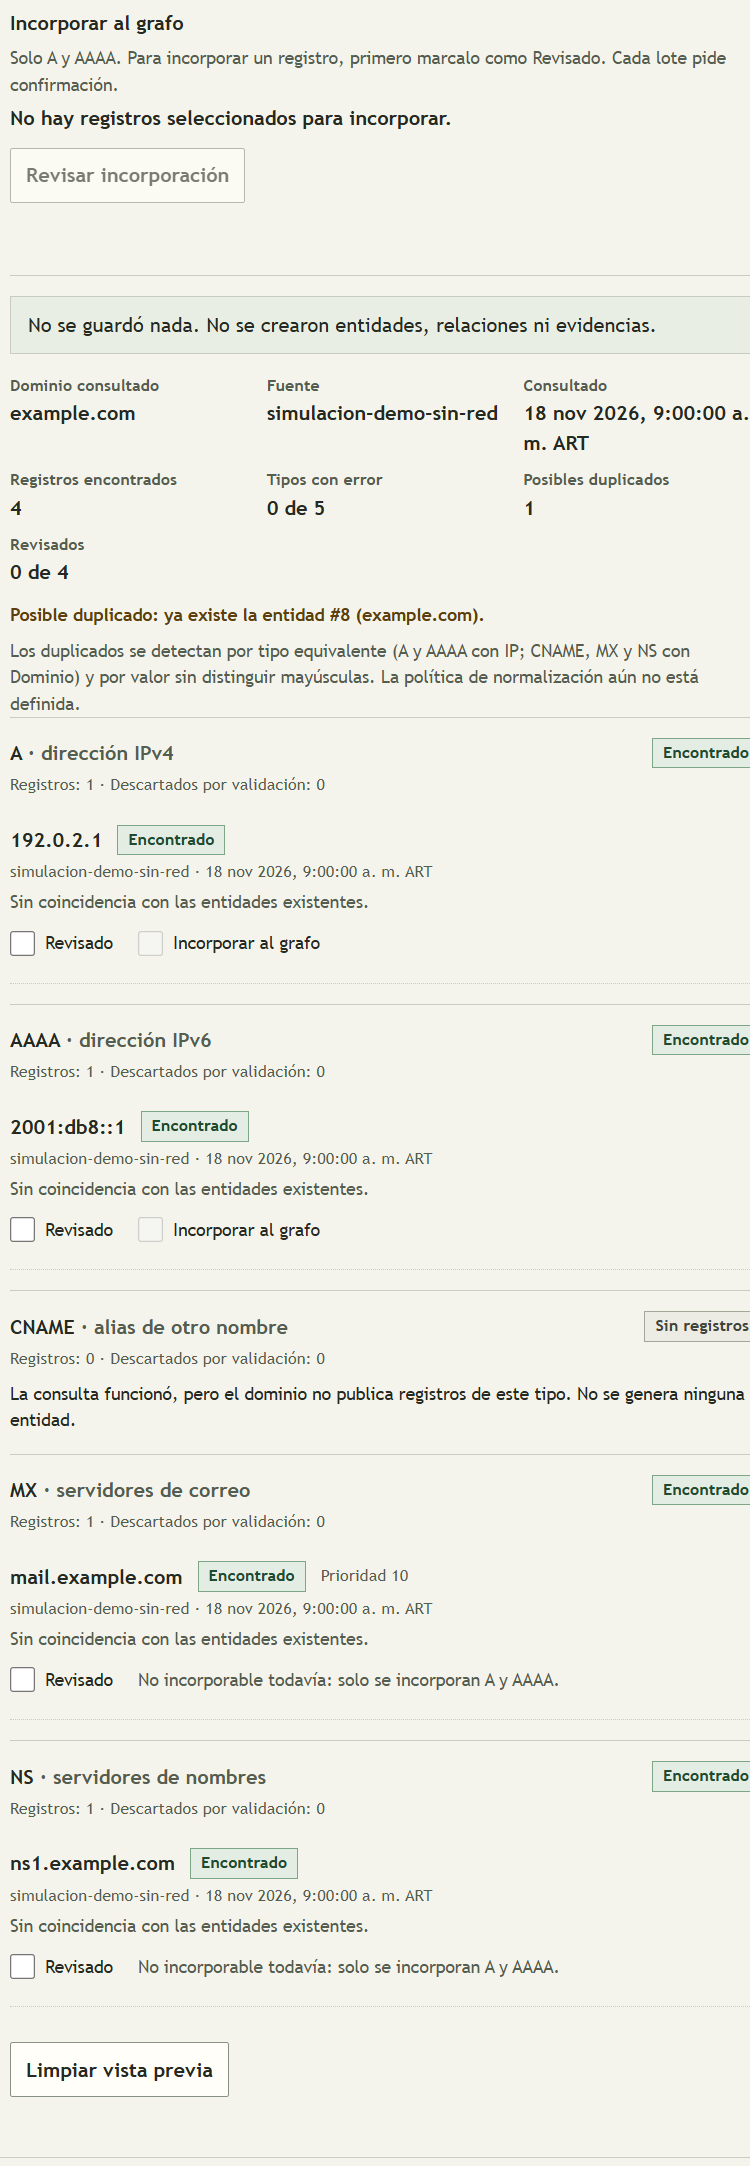 Incorporar al grafo
Solo A y AAAA. Para incorporar un registro, primero marcalo como Revisado. Cada lote pide
confirmación.
No hay registros seleccionados para incorporar.
Revisar incorporación
No se guardó nada. No se crearon entidades, relaciones ni evidencias.
Dominio consultado
example.com
Fuente
simulacion-demo-sin-red
Consultado
18 nov 2026, 9:00:00 a.
m. ART
Registros encontrados
4
Tipos con error
0 de 5
Posibles duplicados
1
Revisados
0 de 4
Posible duplicado: ya existe la entidad #8 (example.com).
Los duplicados se detectan por tipo equivalente (A y AAAA con IP; CNAME, MX y NS con
Dominio) y por valor sin distinguir mayúsculas. La política de normalización aún no está
definida.
A · dirección IPv4 Encontrado
Registros: 1 · Descartados por validación: 0
192.0.2.1 Encontrado
simulacion-demo-sin-red · 18 nov 2026, 9:00:00 a. m. ART
Sin coincidencia con las entidades existentes.
Revisado Incorporar al grafo
AAAA · dirección IPv6 Encontrado
Registros: 1 · Descartados por validación: 0
2001:db8::1 Encontrado
simulacion-demo-sin-red · 18 nov 2026, 9:00:00 a. m. ART
Sin coincidencia con las entidades existentes.
Revisado Incorporar al grafo
CNAME · alias de otro nombre Sin registros
Registros: 0 · Descartados por validación: 0
La consulta funcionó, pero el dominio no publica registros de este tipo. No se genera ninguna
entidad.
MX · servidores de correo Encontrado
Registros: 1 · Descartados por validación: 0
mail.example.com Encontrado Prioridad 10
simulacion-demo-sin-red · 18 nov 2026, 9:00:00 a. m. ART
Sin coincidencia con las entidades existentes.
Revisado No incorporable todavía: solo se incorporan A y AAAA.
NS · servidores de nombres Encontrado
Registros: 1 · Descartados por validación: 0
ns1.example.com Encontrado
simulacion-demo-sin-red · 18 nov 2026, 9:00:00 a. m. ART
Sin coincidencia con las entidades existentes.
Revisado No incorporable todavía: solo se incorporan A y AAAA.
Limpiar vista previa